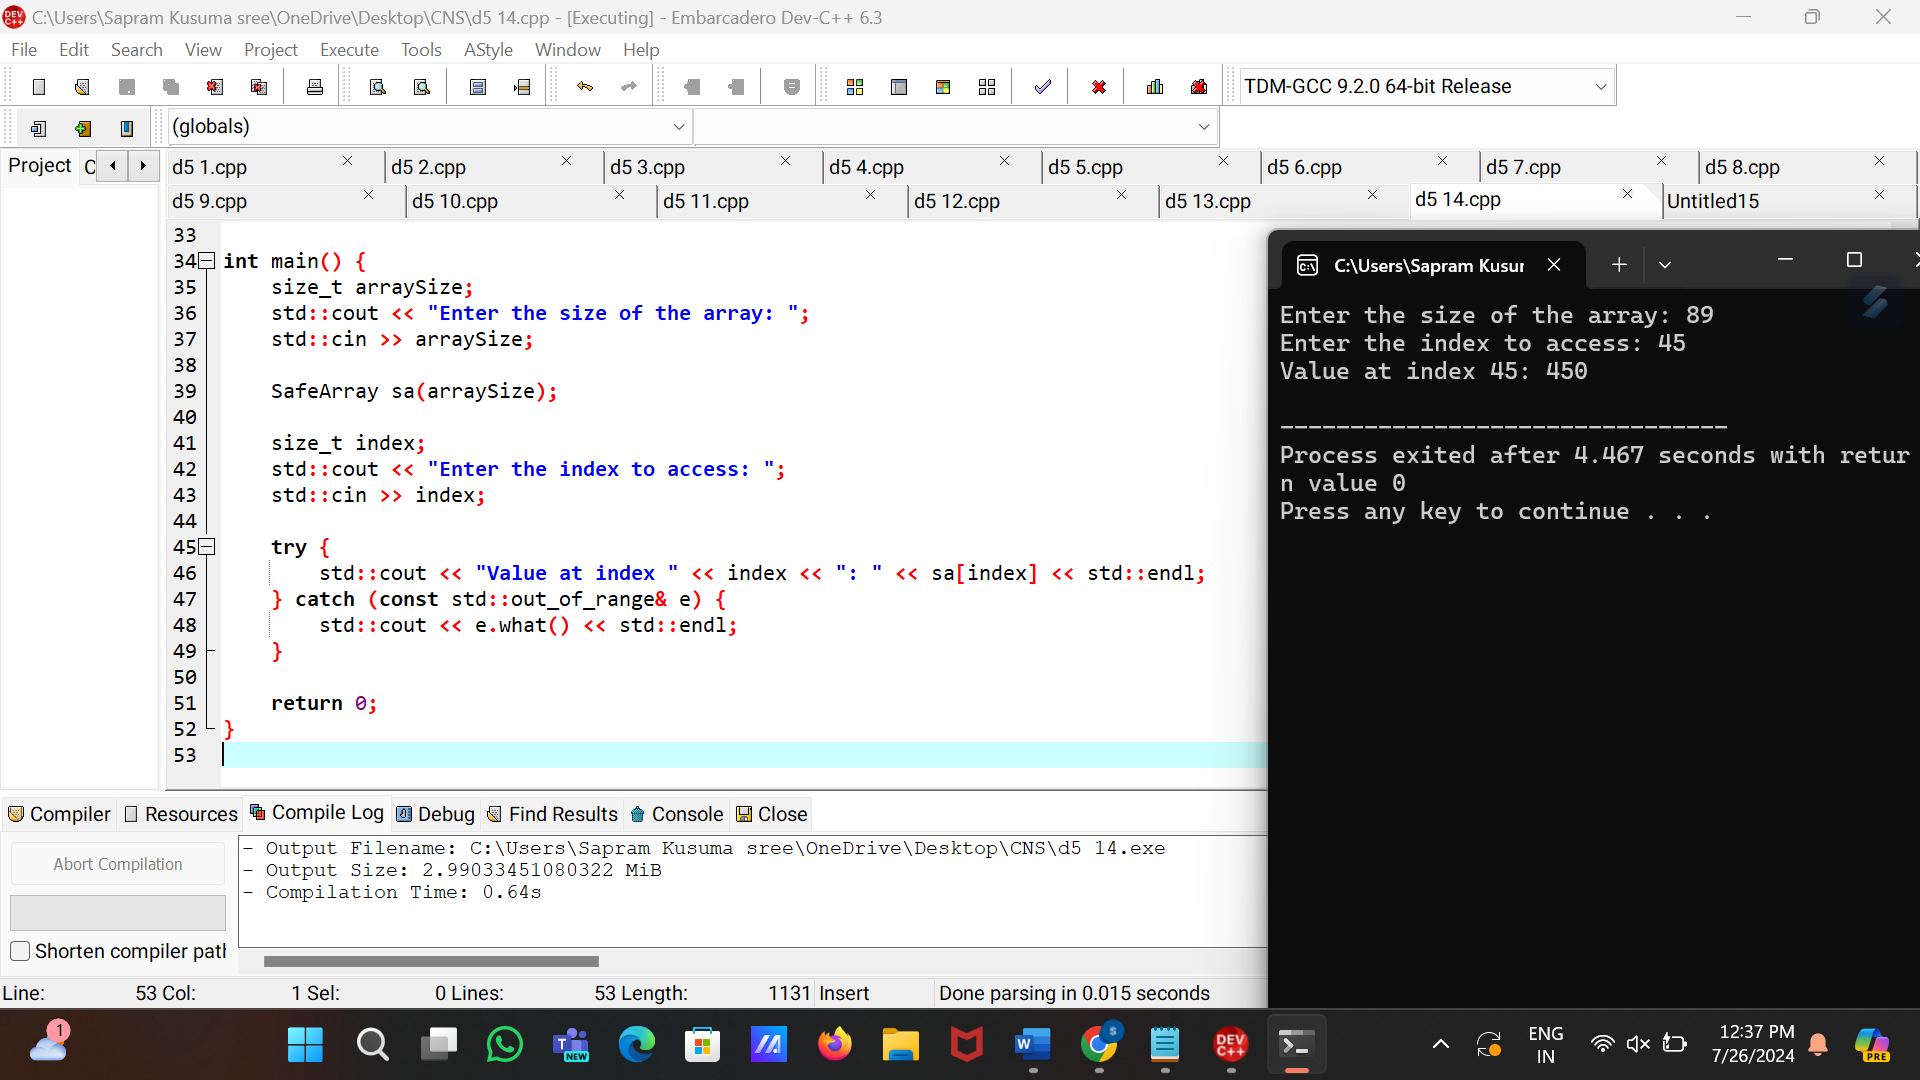 C:\Users\Sapram Kusuma sree\OneDrive\Desktop\CNS\d5 14.cpp - [Executing] - Embarcadero Dev-C++ 6.3
File Edit Search View Project Execute Tools AStyle Window Help
TDM-GCC 9.2.0 64-bit Release
(globals)
Project
d5 1.cpp d5 2.cpp d5 3.cpp d5 4.cpp d5 5.cpp d5 6.cpp d5 7.cpp d5 8.cpp
d5 9.cpp d5 10.cpp d5 11.cpp d5 12.cpp d5 13.cpp d5 14.cpp Untitled15
33
34 int main() {
35 size_t arraySize;
36 std::cout << "Enter the size of the array: ";
37 std::cin >> arraySize;
38
39 SafeArray sa(arraySize);
40
41 size_t index;
42 std::cout << "Enter the index to access: ";
43 std::cin >> index;
44
45 try {
46 std::cout << "Value at index " << index << ": " << sa[index] << std::endl;
47 } catch (const std::out_of_range& e) {
48 std::cout << e.what() << std::endl;
49 }
50
51 return 0;
52 }
53
C:\Users\Sapram Kusur
Enter the size of the array: 89
Enter the index to access: 45
Value at index 45: 450
--------------------------------
Process exited after 4.467 seconds with retur
n value 0
Press any key to continue . . .
Compiler Resources Compile Log Debug Find Results Console Close
Abort Compilation
Shorten compiler path
- Output Filename: C:\Users\Sapram Kusuma sree\OneDrive\Desktop\CNS\d5 14.exe
- Output Size: 2.99033451080322 MiB
- Compilation Time: 0.64s
Line: 53 Col: 1 Sel: 0 Lines: 53 Length: 1131 Insert Done parsing in 0.015 seconds
1
NEW
DEV C++
ENG
IN
12:37 PM
7/26/2024
PRE